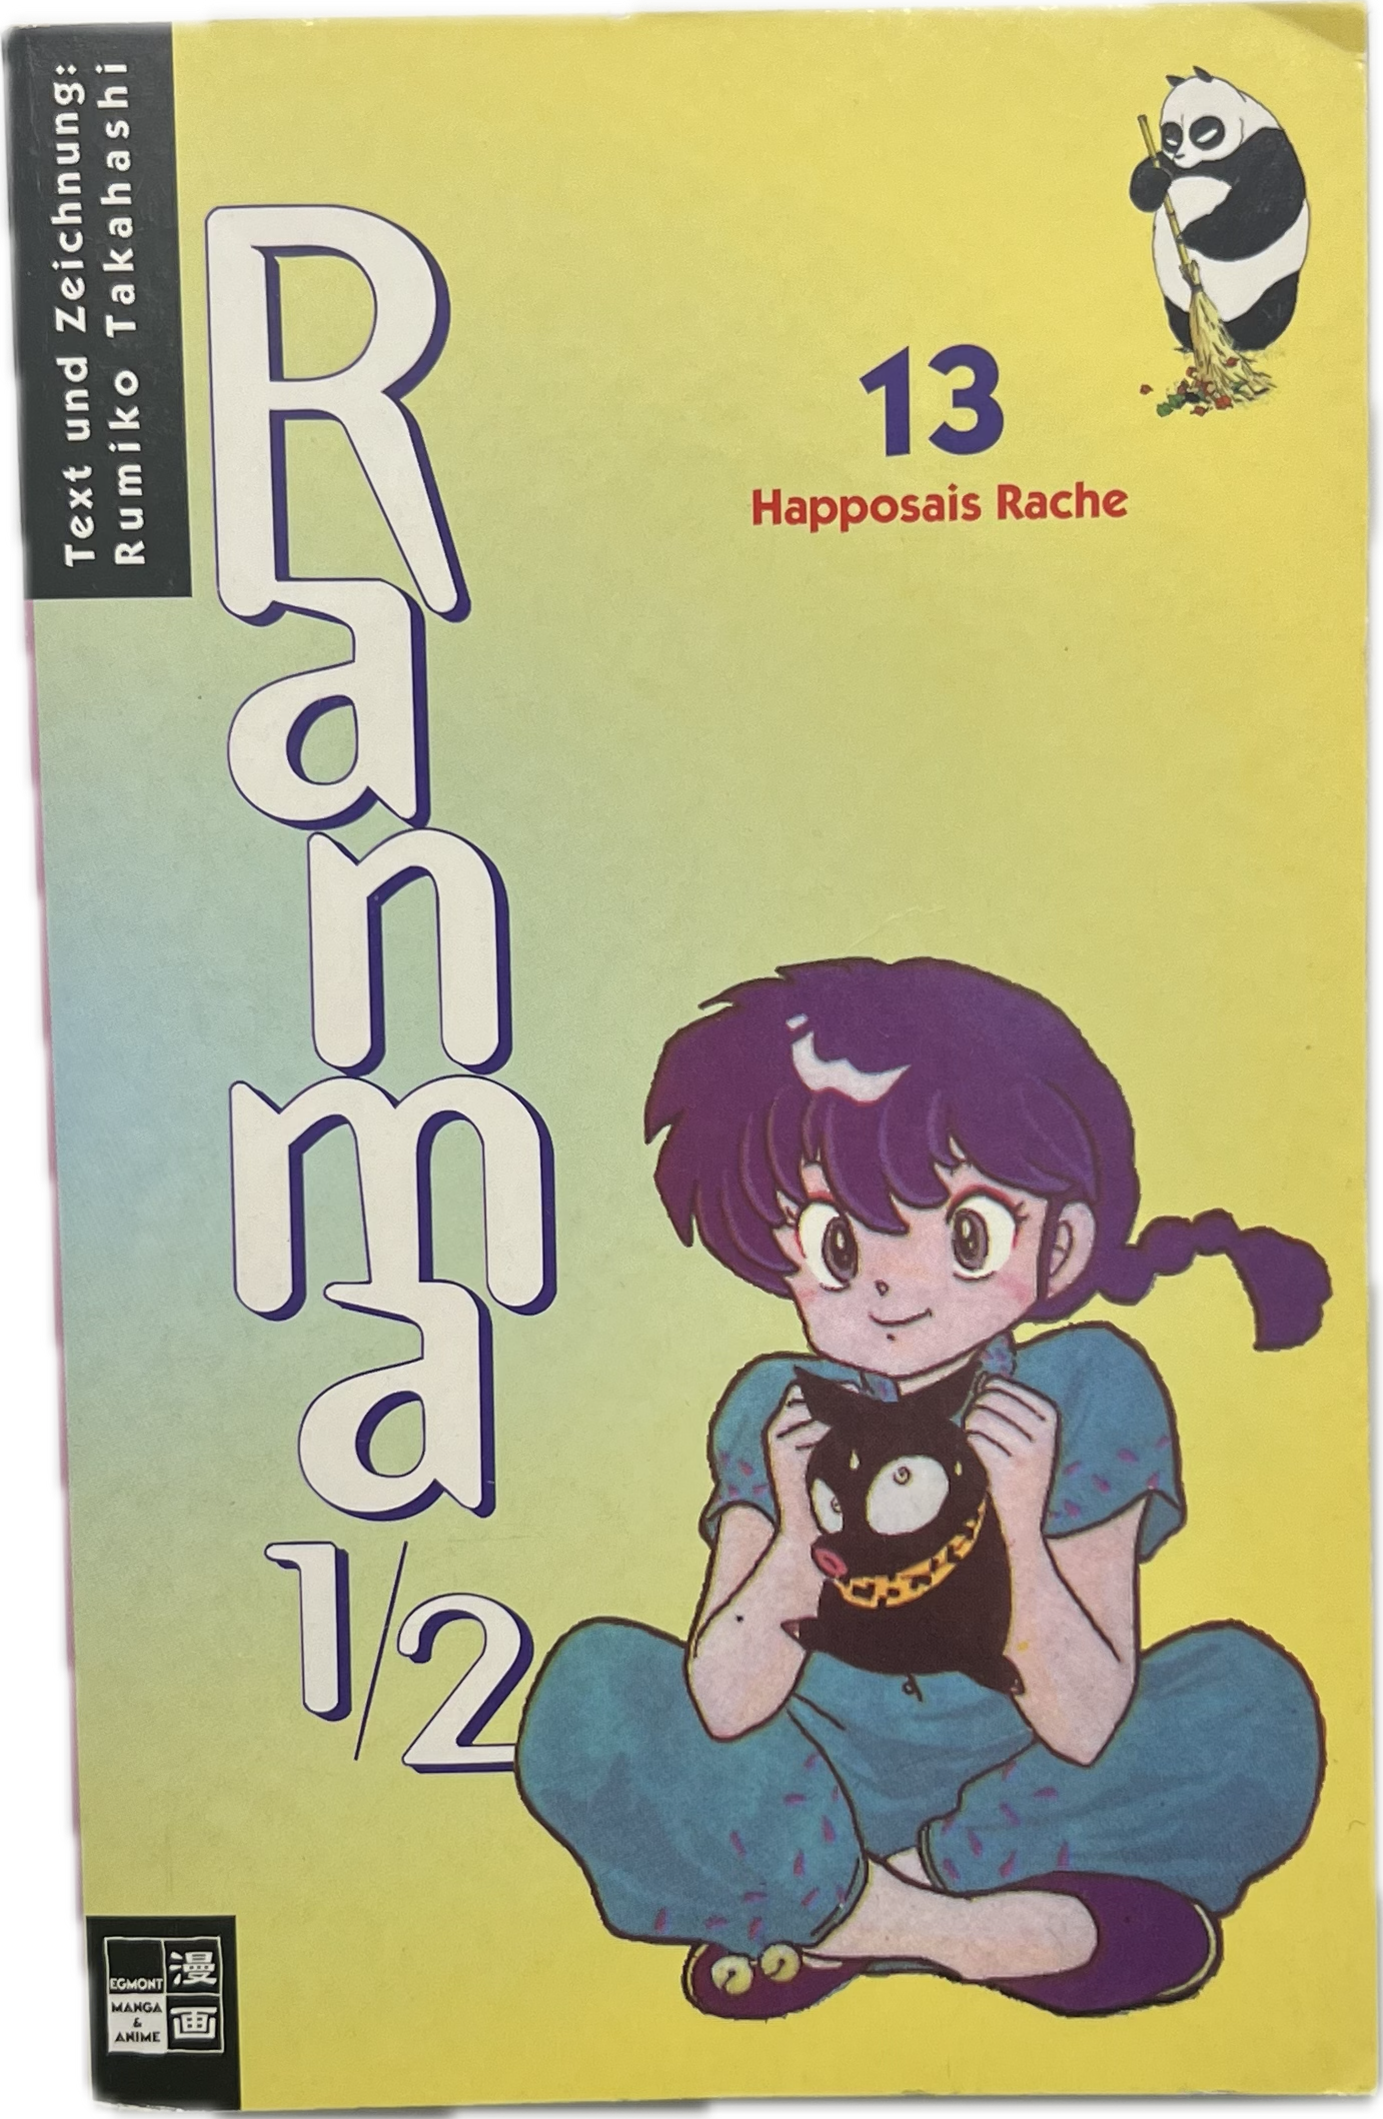 Text und Zeichnung:
Rumiko Takahashi
Ranma
1/2
13
Happosais Rache
EGMONT
MANGA
&
ANIME
漫
画